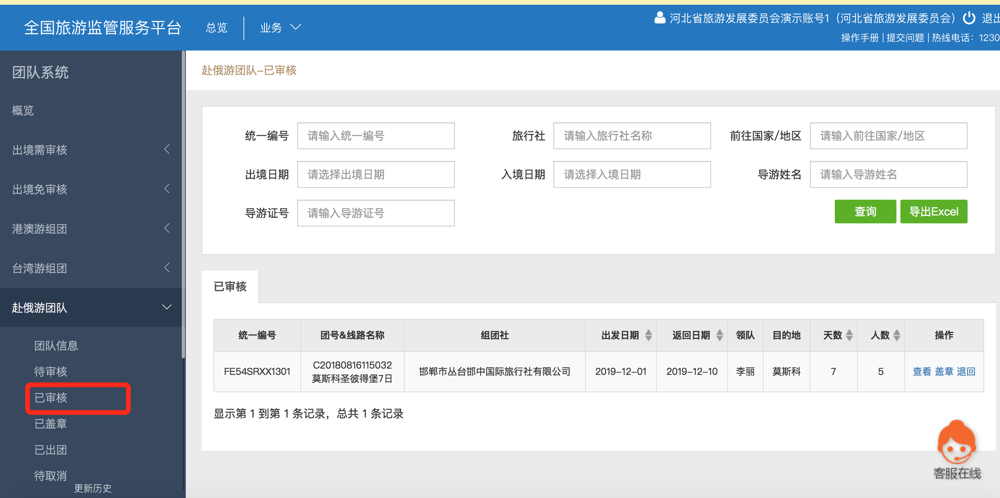 全国旅游监管服务平台 总览 业务 河北省旅游发展委员会演示账号1（河北省旅游发展委员会） 退出
操作手册 | 提交问题 | 热线电话：1230
团队系统
概览
出境需审核
出境免审核
港澳游组团
台湾游组团
赴俄游团队
团队信息
待审核
已审核
已盖章
已出团
待取消
更新历史
赴俄游团队-已审核
统一编号 请输入统一编号 旅行社 请输入旅行社名称 前往国家/地区 请输入前往国家/地区
出境日期 请选择出境日期 入境日期 请选择入境日期 导游姓名 请输入导游姓名
导游证号 请输入导游证号 查询 导出Excel
已审核
统一编号 团号&线路名称 组团社 出发日期 返回日期 领队 目的地 天数 人数 操作
FE54SRXX1301 C20180816115032 莫斯科圣彼得堡7日 邯郸市丛台邯中国际旅行社有限公司 2019-12-01 2019-12-10 李丽 莫斯科 7 5 查看 盖章 退回
显示第 1 到第 1 条记录，总共 1 条记录
客服在线